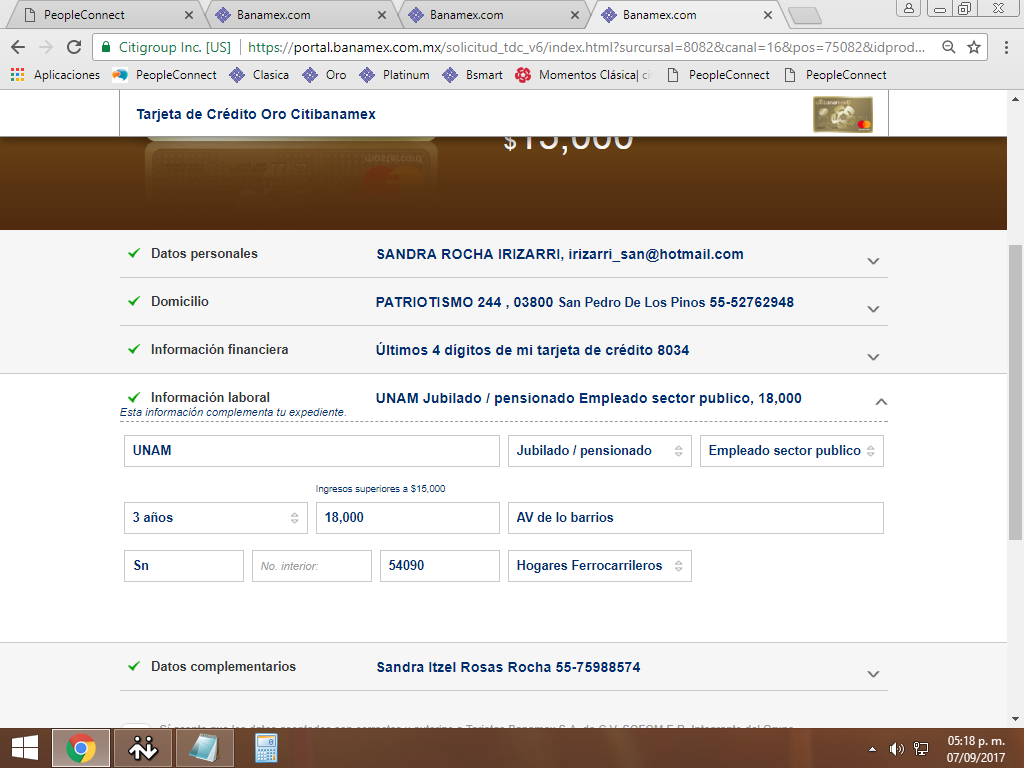 PeopleConnect
Banamex.com
Banamex.com
Banamex.com
Citigroup Inc. [US] https://portal.banamex.com.mx/solicitud_tdc_v6/index.html?surcursal=8082&canal=16&pos=75082&idprod...
Aplicaciones PeopleConnect Clasica Oro Platinum Bsmart Momentos Clásica| ci PeopleConnect PeopleConnect
Tarjeta de Crédito Oro Citibanamex
$15,000
Datos personales SANDRA ROCHA IRIZARRI, irizarri_san@hotmail.com
Domicilio PATRIOTISMO 244 , 03800 San Pedro De Los Pinos 55-52762948
Información financiera Últimos 4 dígitos de mi tarjeta de crédito 8034
Información laboral UNAM Jubilado / pensionado Empleado sector publico, 18,000
Esta información complementa tu expediente.
UNAM Jubilado / pensionado Empleado sector publico
Ingresos superiores a $15,000
3 años 18,000 AV de lo barrios
Sn No. interior: 54090 Hogares Ferrocarrileros
Datos complementarios Sandra Itzel Rosas Rocha 55-75988574
05:18 p. m.
07/09/2017